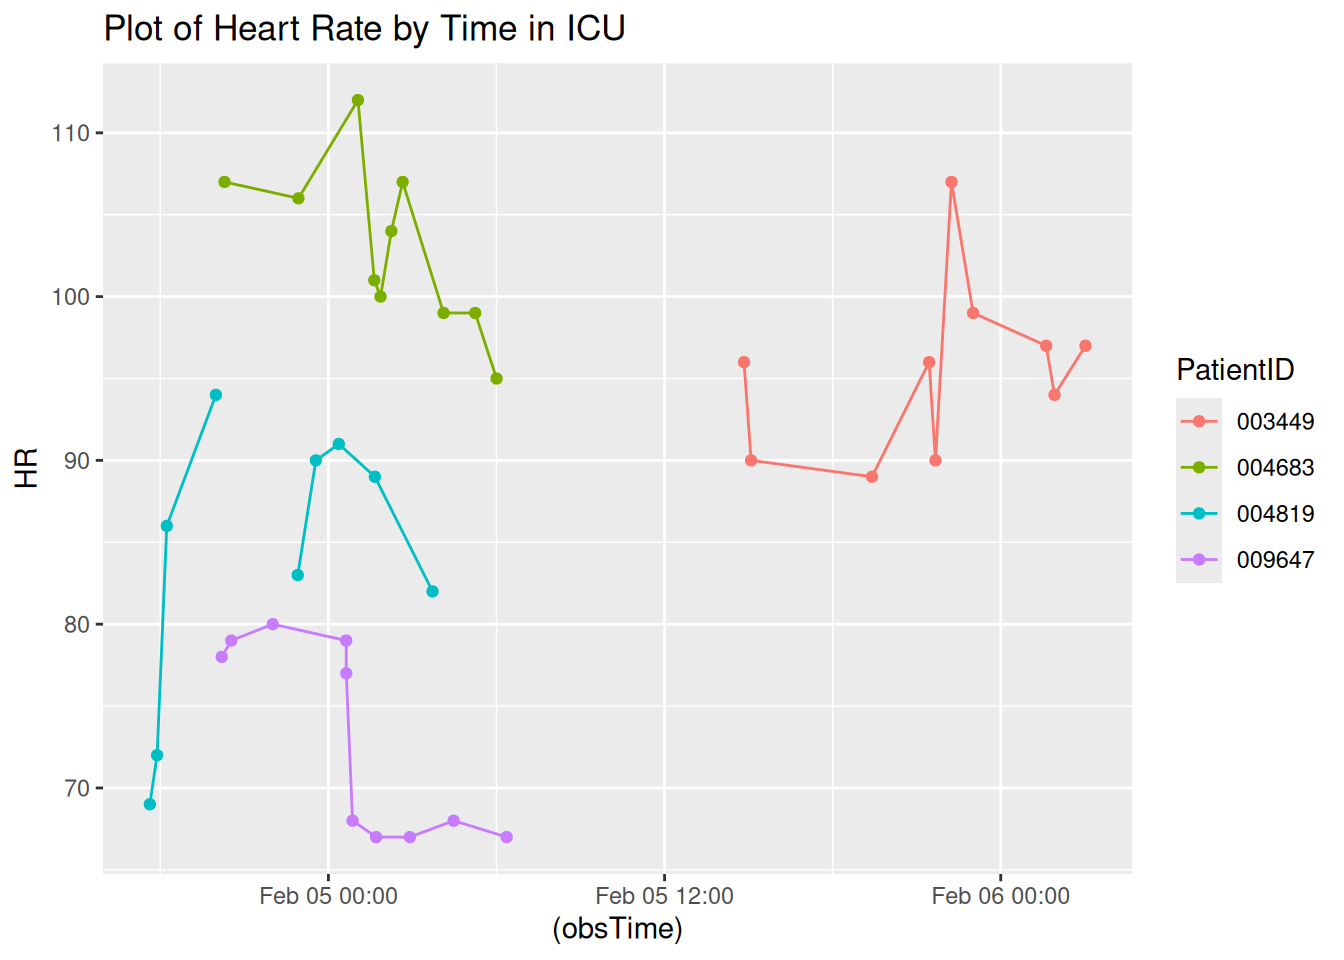 Plot of Heart Rate by Time in ICU
110
100
90
80
70
HR
Feb 05 00:00
Feb 05 12:00
Feb 06 00:00
(obsTime)
PatientID
003449
004683
004819
009647